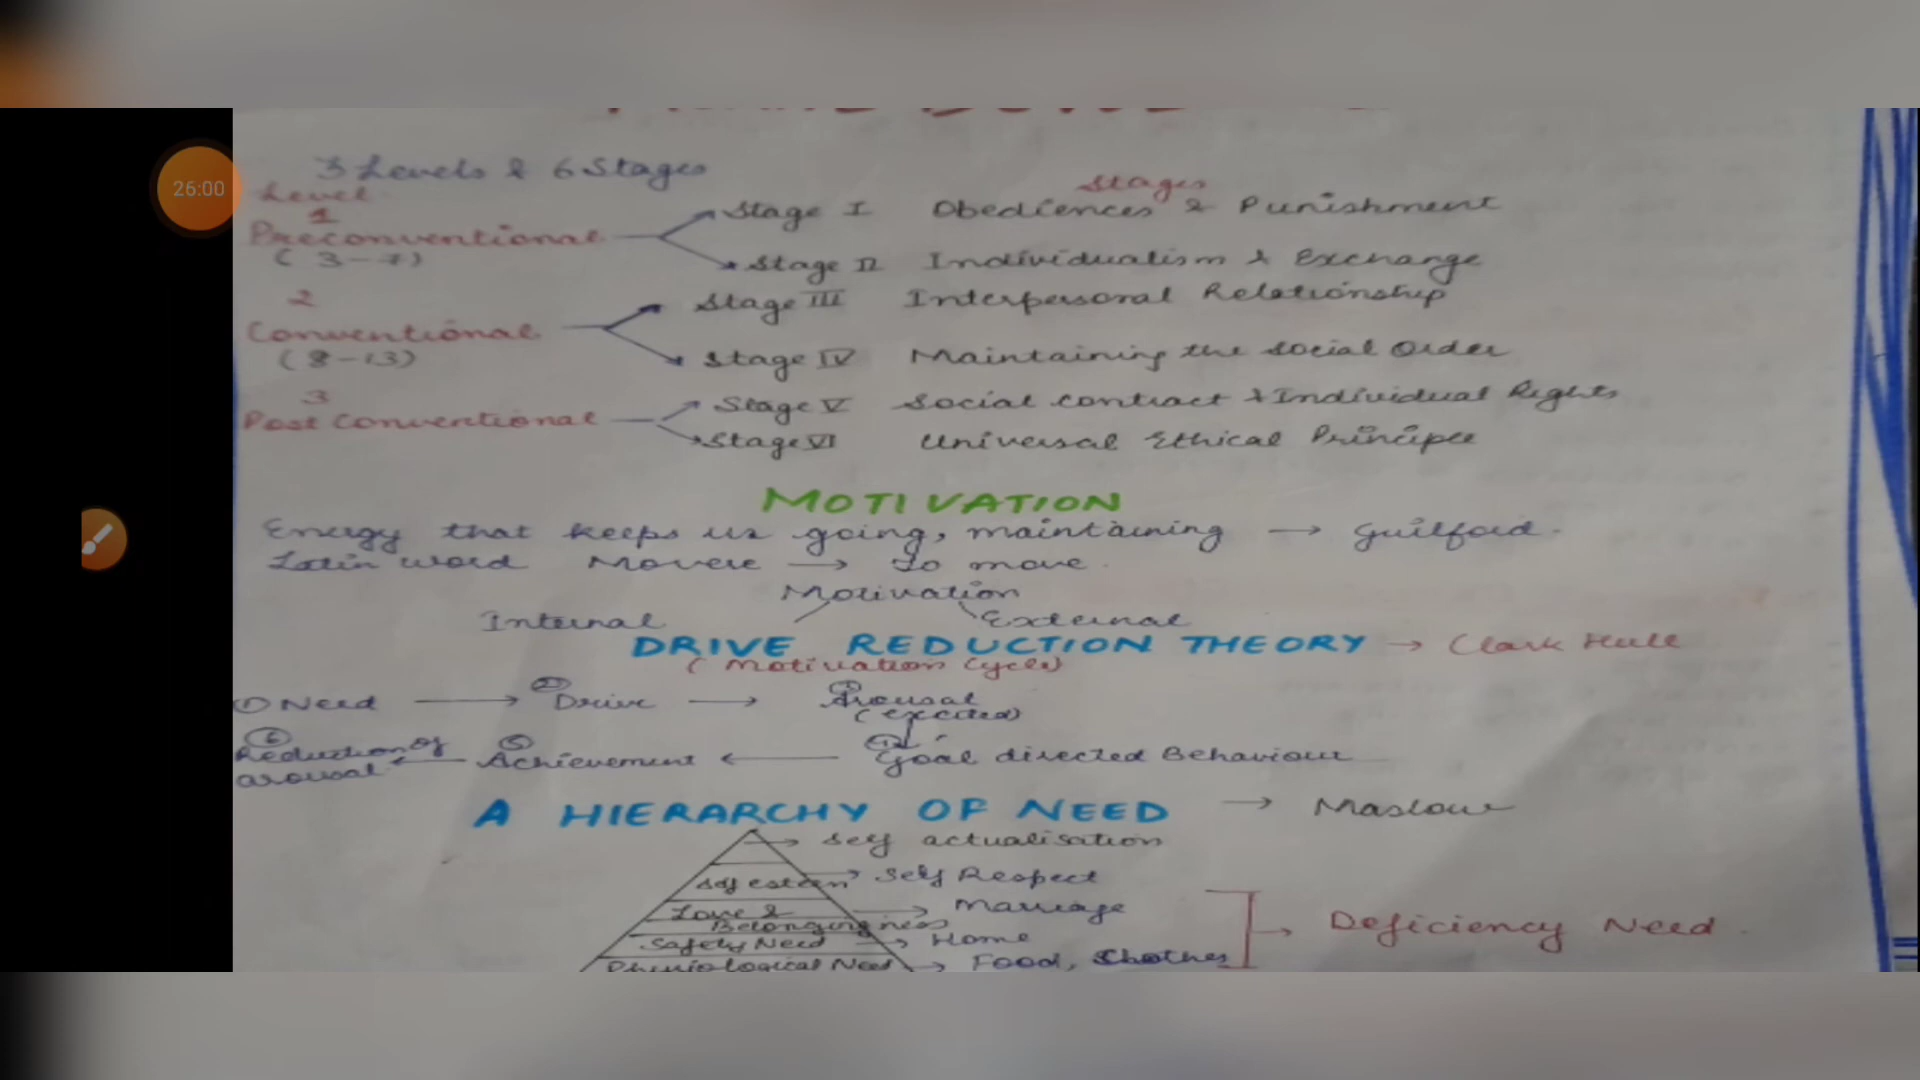 26:00
3 Levels & 6 Stages
Level
Stages
1
Preconventional
(3-7)
Stage I Obediences & Punishment
Stage II Individualism & Exchange
2
Conventional
(8-13)
Stage III Interpersonal Relationship
Stage IV Maintaining the Social Order
3
Post Conventional
Stage V Social contract & Individual Rights
Stage VI Universal Ethical Principle
MOTIVATION
Energy that keeps us going, maintaining → Guilford.
Latin word Movere → To move.
Motivation
Internal External
DRIVE REDUCTION THEORY → Clark Hull
(Motivation Cycle)
① Need → ② Drive → Arousal
(excited)
④ Goal directed Behaviour
⑤ Achievement
⑥ Reduction of
arousal
A HIERARCHY OF NEED → Maslow
→ Self actualisation
Self esteem → Self Respect
Love &
Belongingness → Marriage
Safety Need → Home
Physiological Need → Food, Clothes
→ Deficiency Need